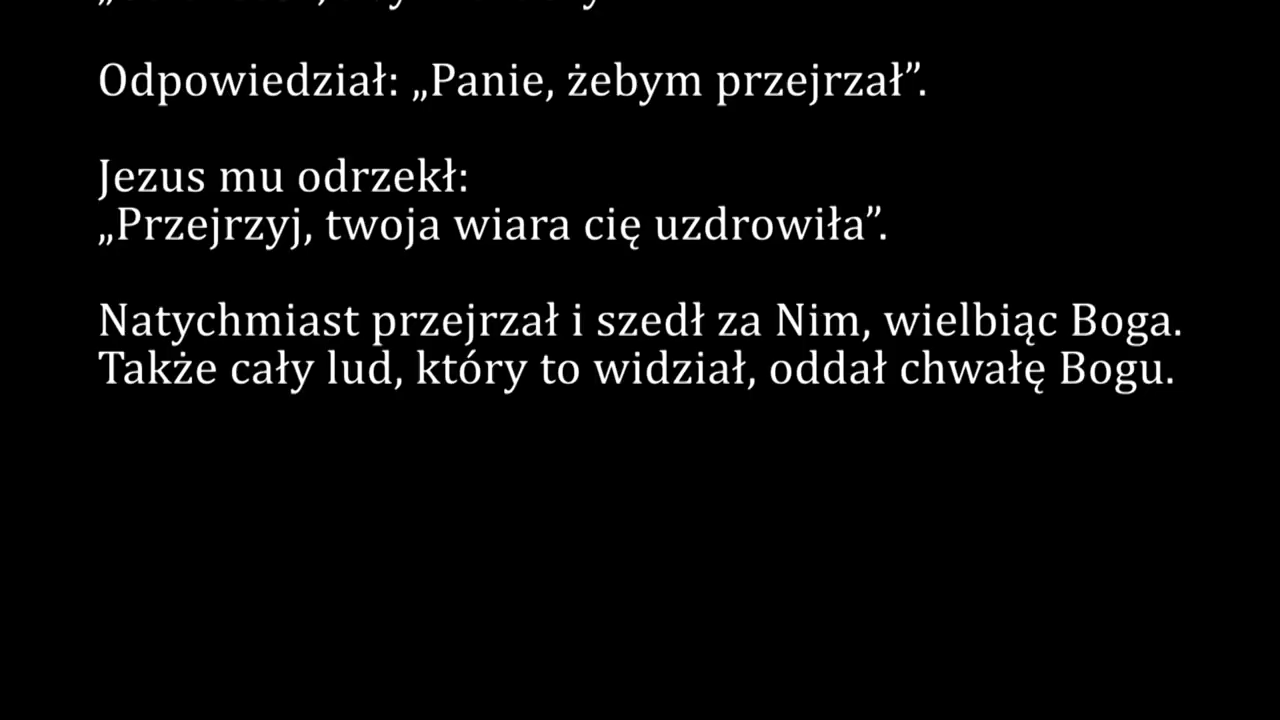 Odpowiedział: „Panie, żebym przejrzał”.
Jezus mu odrzekł:
„Przejrzyj, twoja wiara cię uzdrowiła”.
Natychmiast przejrzał i szedł za Nim, wielbiąc Boga.
Także cały lud, który to widział, oddał chwałę Bogu.